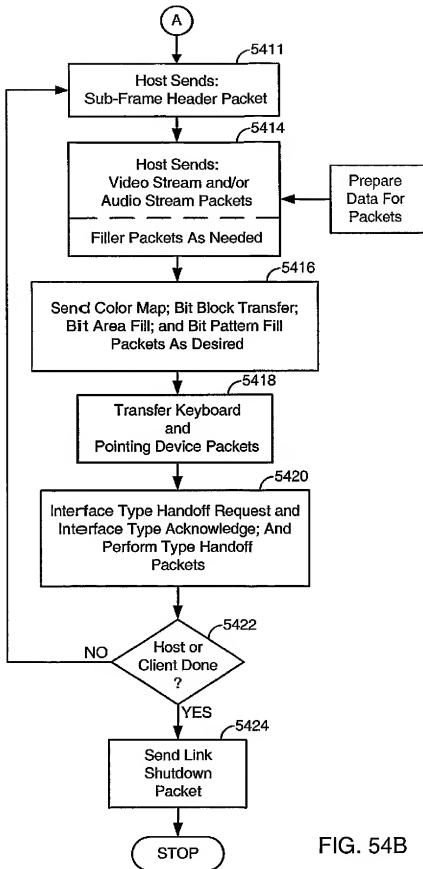 A
5411
Host Sends:
Sub-Frame Header Packet
5414
Host Sends:
Video Stream and/or
Audio Stream Packets
Filler Packets As Needed
Prepare
Data For
Packets
5416
Send Color Map; Bit Block Transfer;
Bit Area Fill; and Bit Pattern Fill
Packets As Desired
5418
Transfer Keyboard
and
Pointing Device Packets
5420
Interface Type Handoff Request and
Interface Type Acknowledge; And
Perform Type Handoff
Packets
5422
Host or
Client Done
?
NO
YES
5424
Send Link
Shutdown
Packet
STOP
FIG. 54B